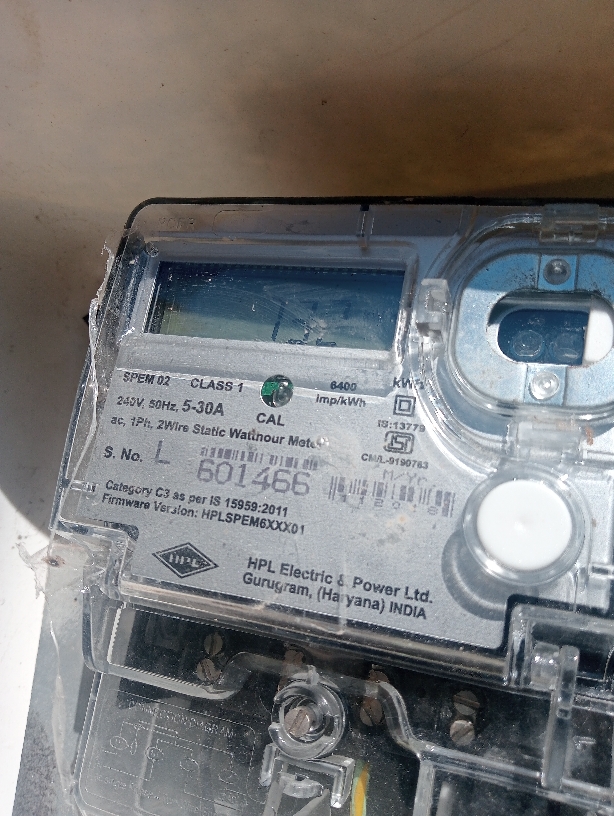 SPEM 02 CLASS 1 6400 imp/kWh kWh
240V, 50Hz, 5-30A CAL
IS:13779
ac, 1Ph, 2Wire Static Watthour Meter
CM/L-9190763
S. No. L 601466 M/Yr.
Category C3 as per IS 15959:2011
Firmware Version: HPLSPEM6XXX01
HPL
HPL Electric & Power Ltd.
Gurugram, (Haryana) INDIA